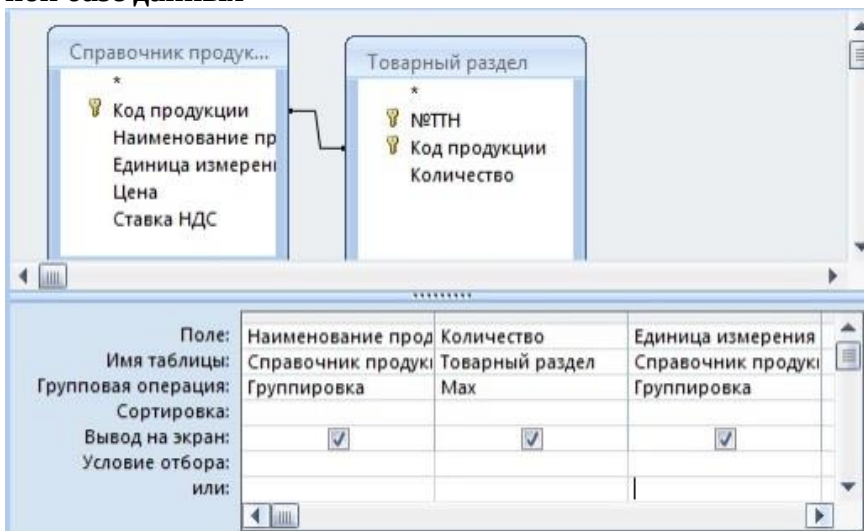 Справочник продук...
*
Код продукции
Наименование пр
Единица измерени
Цена
Ставка НДС
Товарный раздел
*
№ТТН
Код продукции
Количество
Поле: Наименование прод Количество Единица измерения
Имя таблицы: Справочник продукц Товарный раздел Справочник продукц
Групповая операция: Группировка Max Группировка
Сортировка:
Вывод на экран:
Условие отбора:
или: